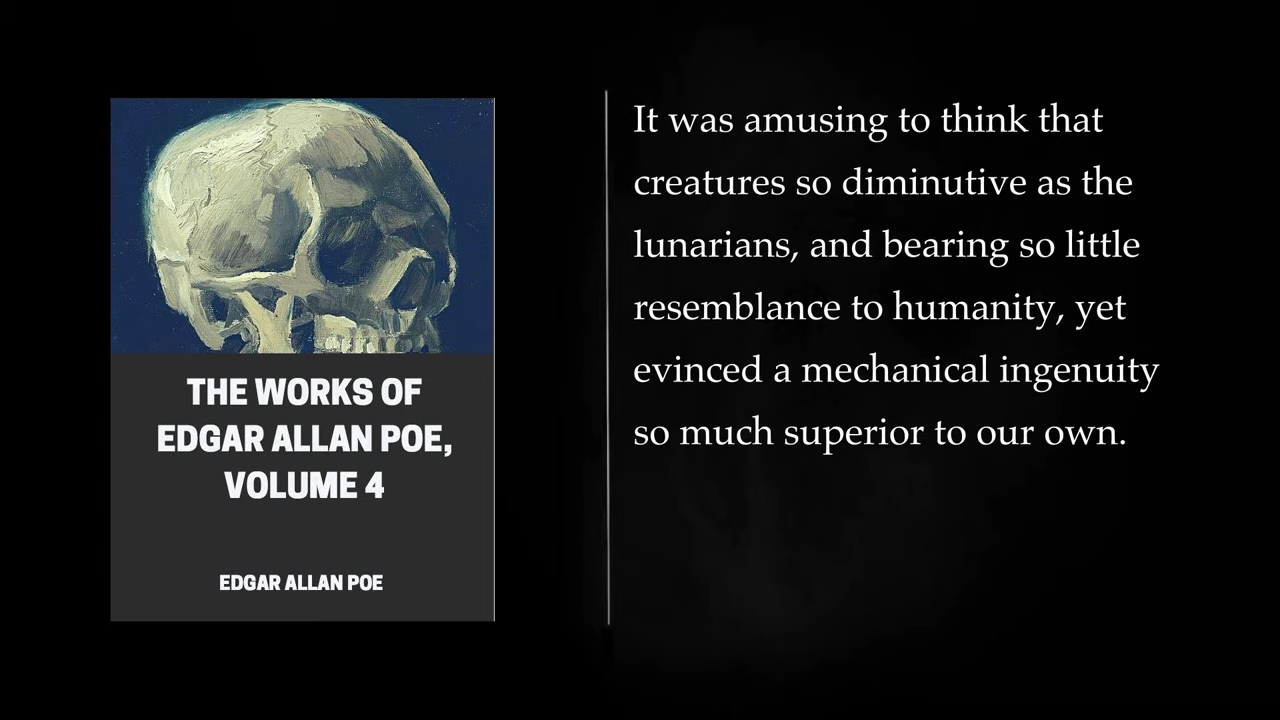 THE WORKS OF
EDGAR ALLAN POE,
VOLUME 4
EDGAR ALLAN POE
It was amusing to think that
creatures so diminutive as the
lunarians, and bearing so little
resemblance to humanity, yet
evinced a mechanical ingenuity
so much superior to our own.